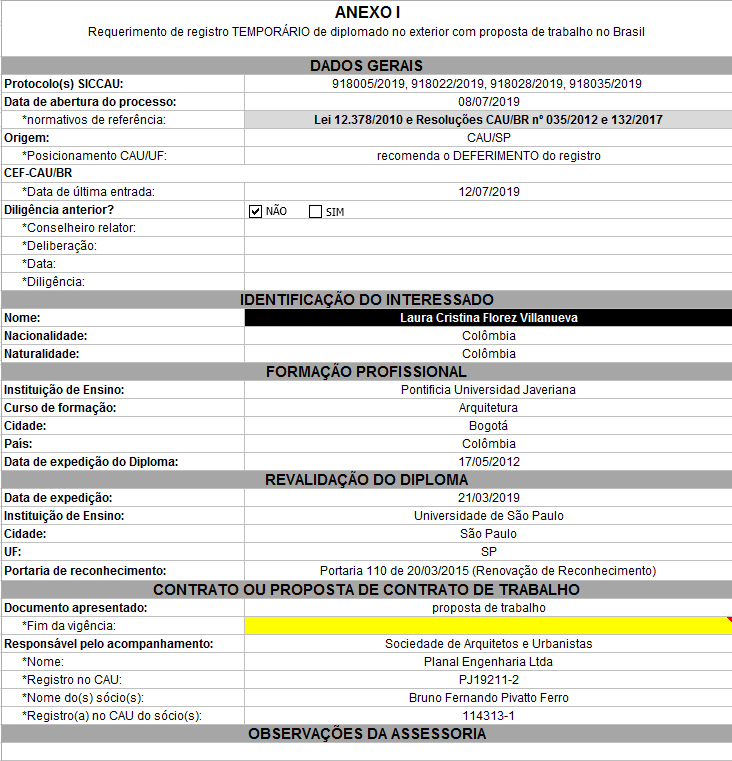 ANEXO I
Requerimento de registro TEMPORÁRIO de diplomado no exterior com proposta de trabalho no Brasil
DADOS GERAIS
Protocolo(s) SICCAU: 918005/2019, 918022/2019, 918028/2019, 918035/2019
Data de abertura do processo: 08/07/2019
*normativos de referência: Lei 12.378/2010 e Resoluções CAU/BR nº 035/2012 e 132/2017
Origem: CAU/SP
*Posicionamento CAU/UF: recomenda o DEFERIMENTO do registro
CEF-CAU/BR
*Data de última entrada: 12/07/2019
Diligência anterior? NÃO SIM
*Conselheiro relator:
*Deliberação:
*Data:
*Diligência:
IDENTIFICAÇÃO DO INTERESSADO
Nome: Laura Cristina Florez Villanueva
Nacionalidade: Colômbia
Naturalidade: Colômbia
FORMAÇÃO PROFISSIONAL
Instituição de Ensino: Pontificia Universidad Javeriana
Curso de formação: Arquitetura
Cidade: Bogotá
País: Colômbia
Data de expedição do Diploma: 17/05/2012
REVALIDAÇÃO DO DIPLOMA
Data de expedição: 21/03/2019
Instituição de Ensino: Universidade de São Paulo
Cidade: São Paulo
UF: SP
Portaria de reconhecimento: Portaria 110 de 20/03/2015 (Renovação de Reconhecimento)
CONTRATO OU PROPOSTA DE CONTRATO DE TRABALHO
Documento apresentado: proposta de trabalho
*Fim da vigência:
Responsável pelo acompanhamento: Sociedade de Arquitetos e Urbanistas
*Nome: Planal Engenharia Ltda
*Registro no CAU: PJ19211-2
*Nome do(s) sócio(s): Bruno Fernando Pivatto Ferro
*Registro(a) no CAU do sócio(s): 114313-1
OBSERVAÇÕES DA ASSESSORIA